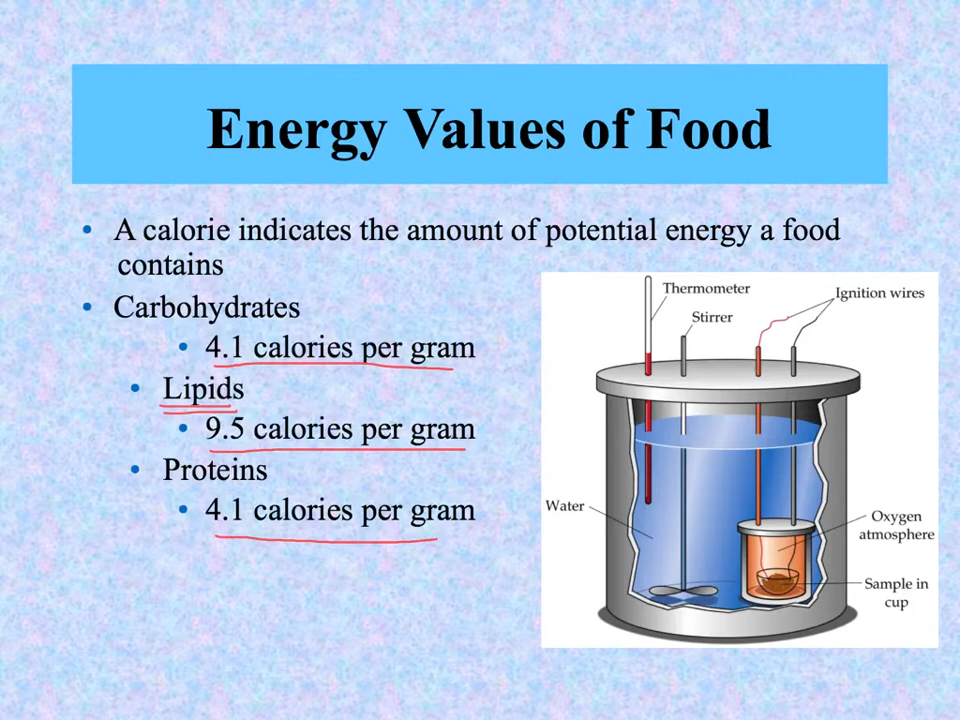 Energy Values of Food
• A calorie indicates the amount of potential energy a food
contains
• Carbohydrates
• 4.1 calories per gram
• Lipids
• 9.5 calories per gram
• Proteins
• 4.1 calories per gram
Thermometer
Ignition wires
Stirrer
Water
Oxygen
atmosphere
Sample in
cup